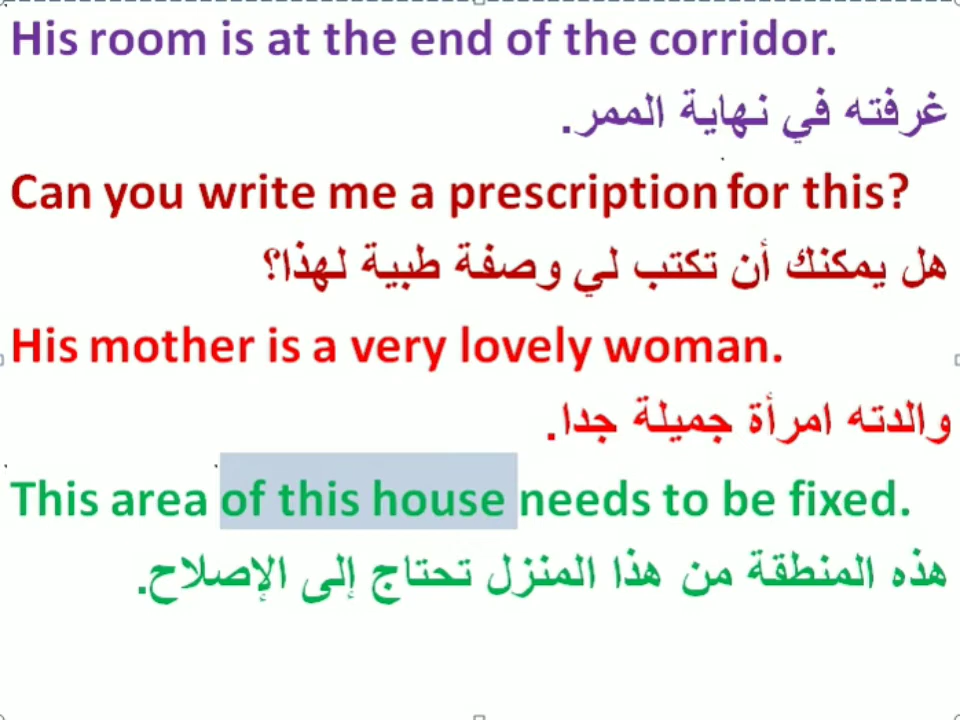 His room is at the end of the corridor.
غرفته في نهاية الممر.
Can you write me a prescription for this?
هل يمكنك أن تكتب لي وصفة طبية لهذا؟
His mother is a very lovely woman.
والدته امرأة جميلة جدا.
This area of this house needs to be fixed.
هذه المنطقة من هذا المنزل تحتاج إلى الإصلاح.